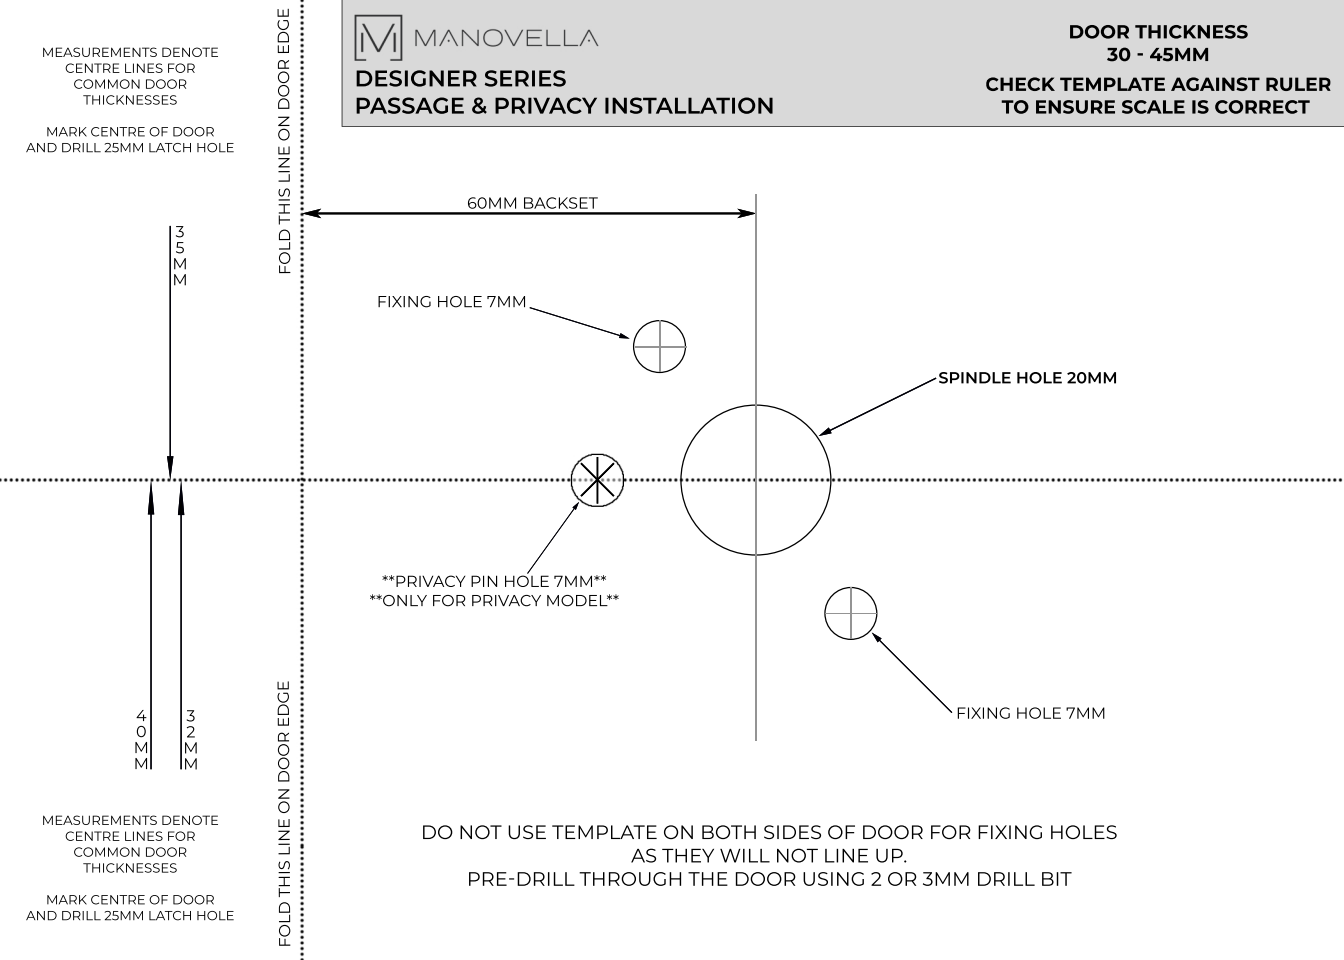 MEASUREMENTS DENOTE
CENTRE LINES FOR
COMMON DOOR
THICKNESSES
MARK CENTRE OF DOOR
AND DRILL 25MM LATCH HOLE
FOLD THIS LINE ON DOOR EDGE
MANOVELLA
DESIGNER SERIES
PASSAGE & PRIVACY INSTALLATION
DOOR THICKNESS
30 - 45MM
CHECK TEMPLATE AGAINST RULER
TO ENSURE SCALE IS CORRECT
60MM BACKSET
35MM
FIXING HOLE 7MM
SPINDLE HOLE 20MM
**PRIVACY PIN HOLE 7MM**
**ONLY FOR PRIVACY MODEL**
40MM
32MM
FIXING HOLE 7MM
FOLD THIS LINE ON DOOR EDGE
MEASUREMENTS DENOTE
CENTRE LINES FOR
COMMON DOOR
THICKNESSES
MARK CENTRE OF DOOR
AND DRILL 25MM LATCH HOLE
DO NOT USE TEMPLATE ON BOTH SIDES OF DOOR FOR FIXING HOLES
AS THEY WILL NOT LINE UP.
PRE-DRILL THROUGH THE DOOR USING 2 OR 3MM DRILL BIT